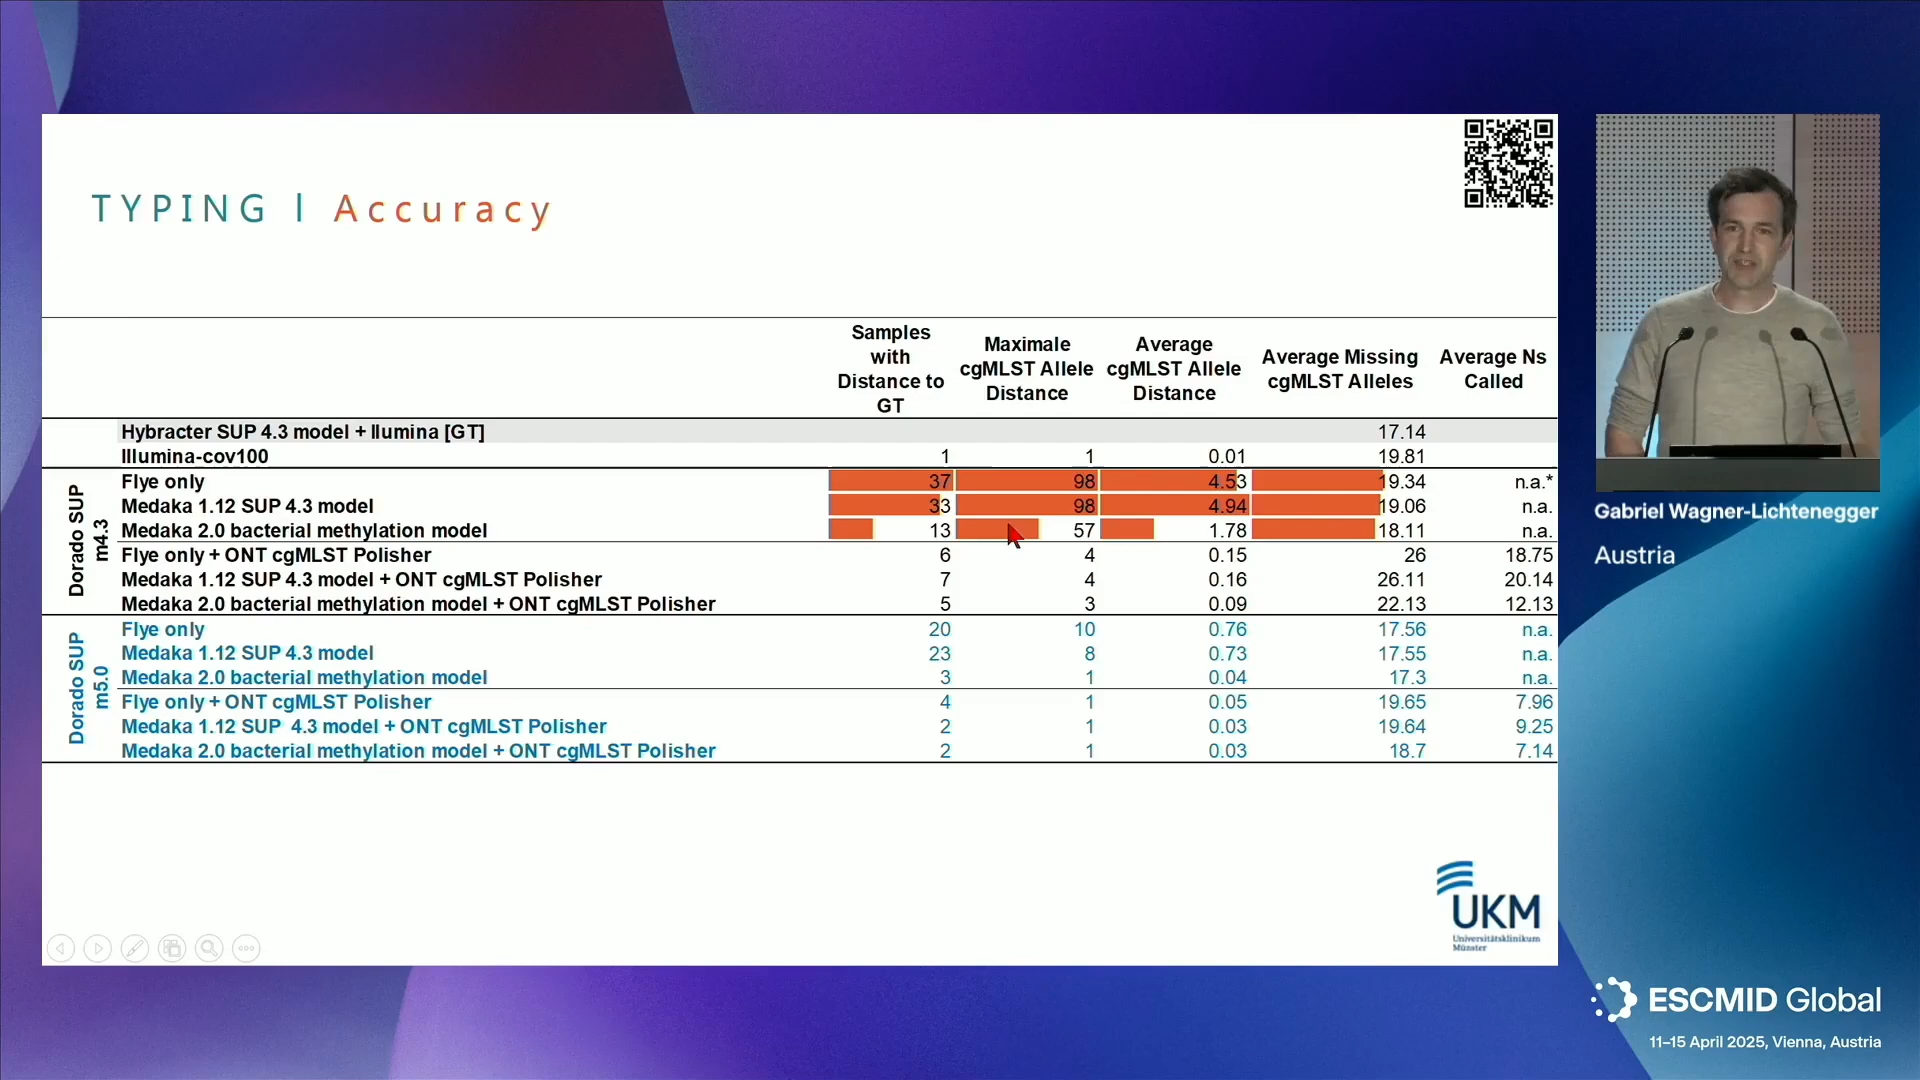 TYPING | Accuracy
Samples with Distance to GT
Maximale cgMLST Allele Distance
Average cgMLST Allele Distance
Average Missing cgMLST Alleles
Average Ns Called
Hybracter SUP 4.3 model + Ilumina [GT] 17.14
Illumina-cov100 1 1 0.01 19.81
Dorado SUP m4.3
Flye only 37 98 4.53 19.34 n.a.*
Medaka 1.12 SUP 4.3 model 33 98 4.94 19.06 n.a.
Medaka 2.0 bacterial methylation model 13 57 1.78 18.11 n.a.
Flye only + ONT cgMLST Polisher 6 4 0.15 26 18.75
Medaka 1.12 SUP 4.3 model + ONT cgMLST Polisher 7 4 0.16 26.11 20.14
Medaka 2.0 bacterial methylation model + ONT cgMLST Polisher 5 3 0.09 22.13 12.13
Dorado SUP m5.0
Flye only 20 10 0.76 17.56 n.a.
Medaka 1.12 SUP 4.3 model 23 8 0.73 17.55 n.a.
Medaka 2.0 bacterial methylation model 3 1 0.04 17.3 n.a.
Flye only + ONT cgMLST Polisher 4 1 0.05 19.65 7.96
Medaka 1.12 SUP 4.3 model + ONT cgMLST Polisher 2 1 0.03 19.64 9.25
Medaka 2.0 bacterial methylation model + ONT cgMLST Polisher 2 1 0.03 18.7 7.14
UKM
Universitätsklinikum
Münster
Gabriel Wagner-Lichtenegger
Austria
ESCMID Global
11–15 April 2025, Vienna, Austria